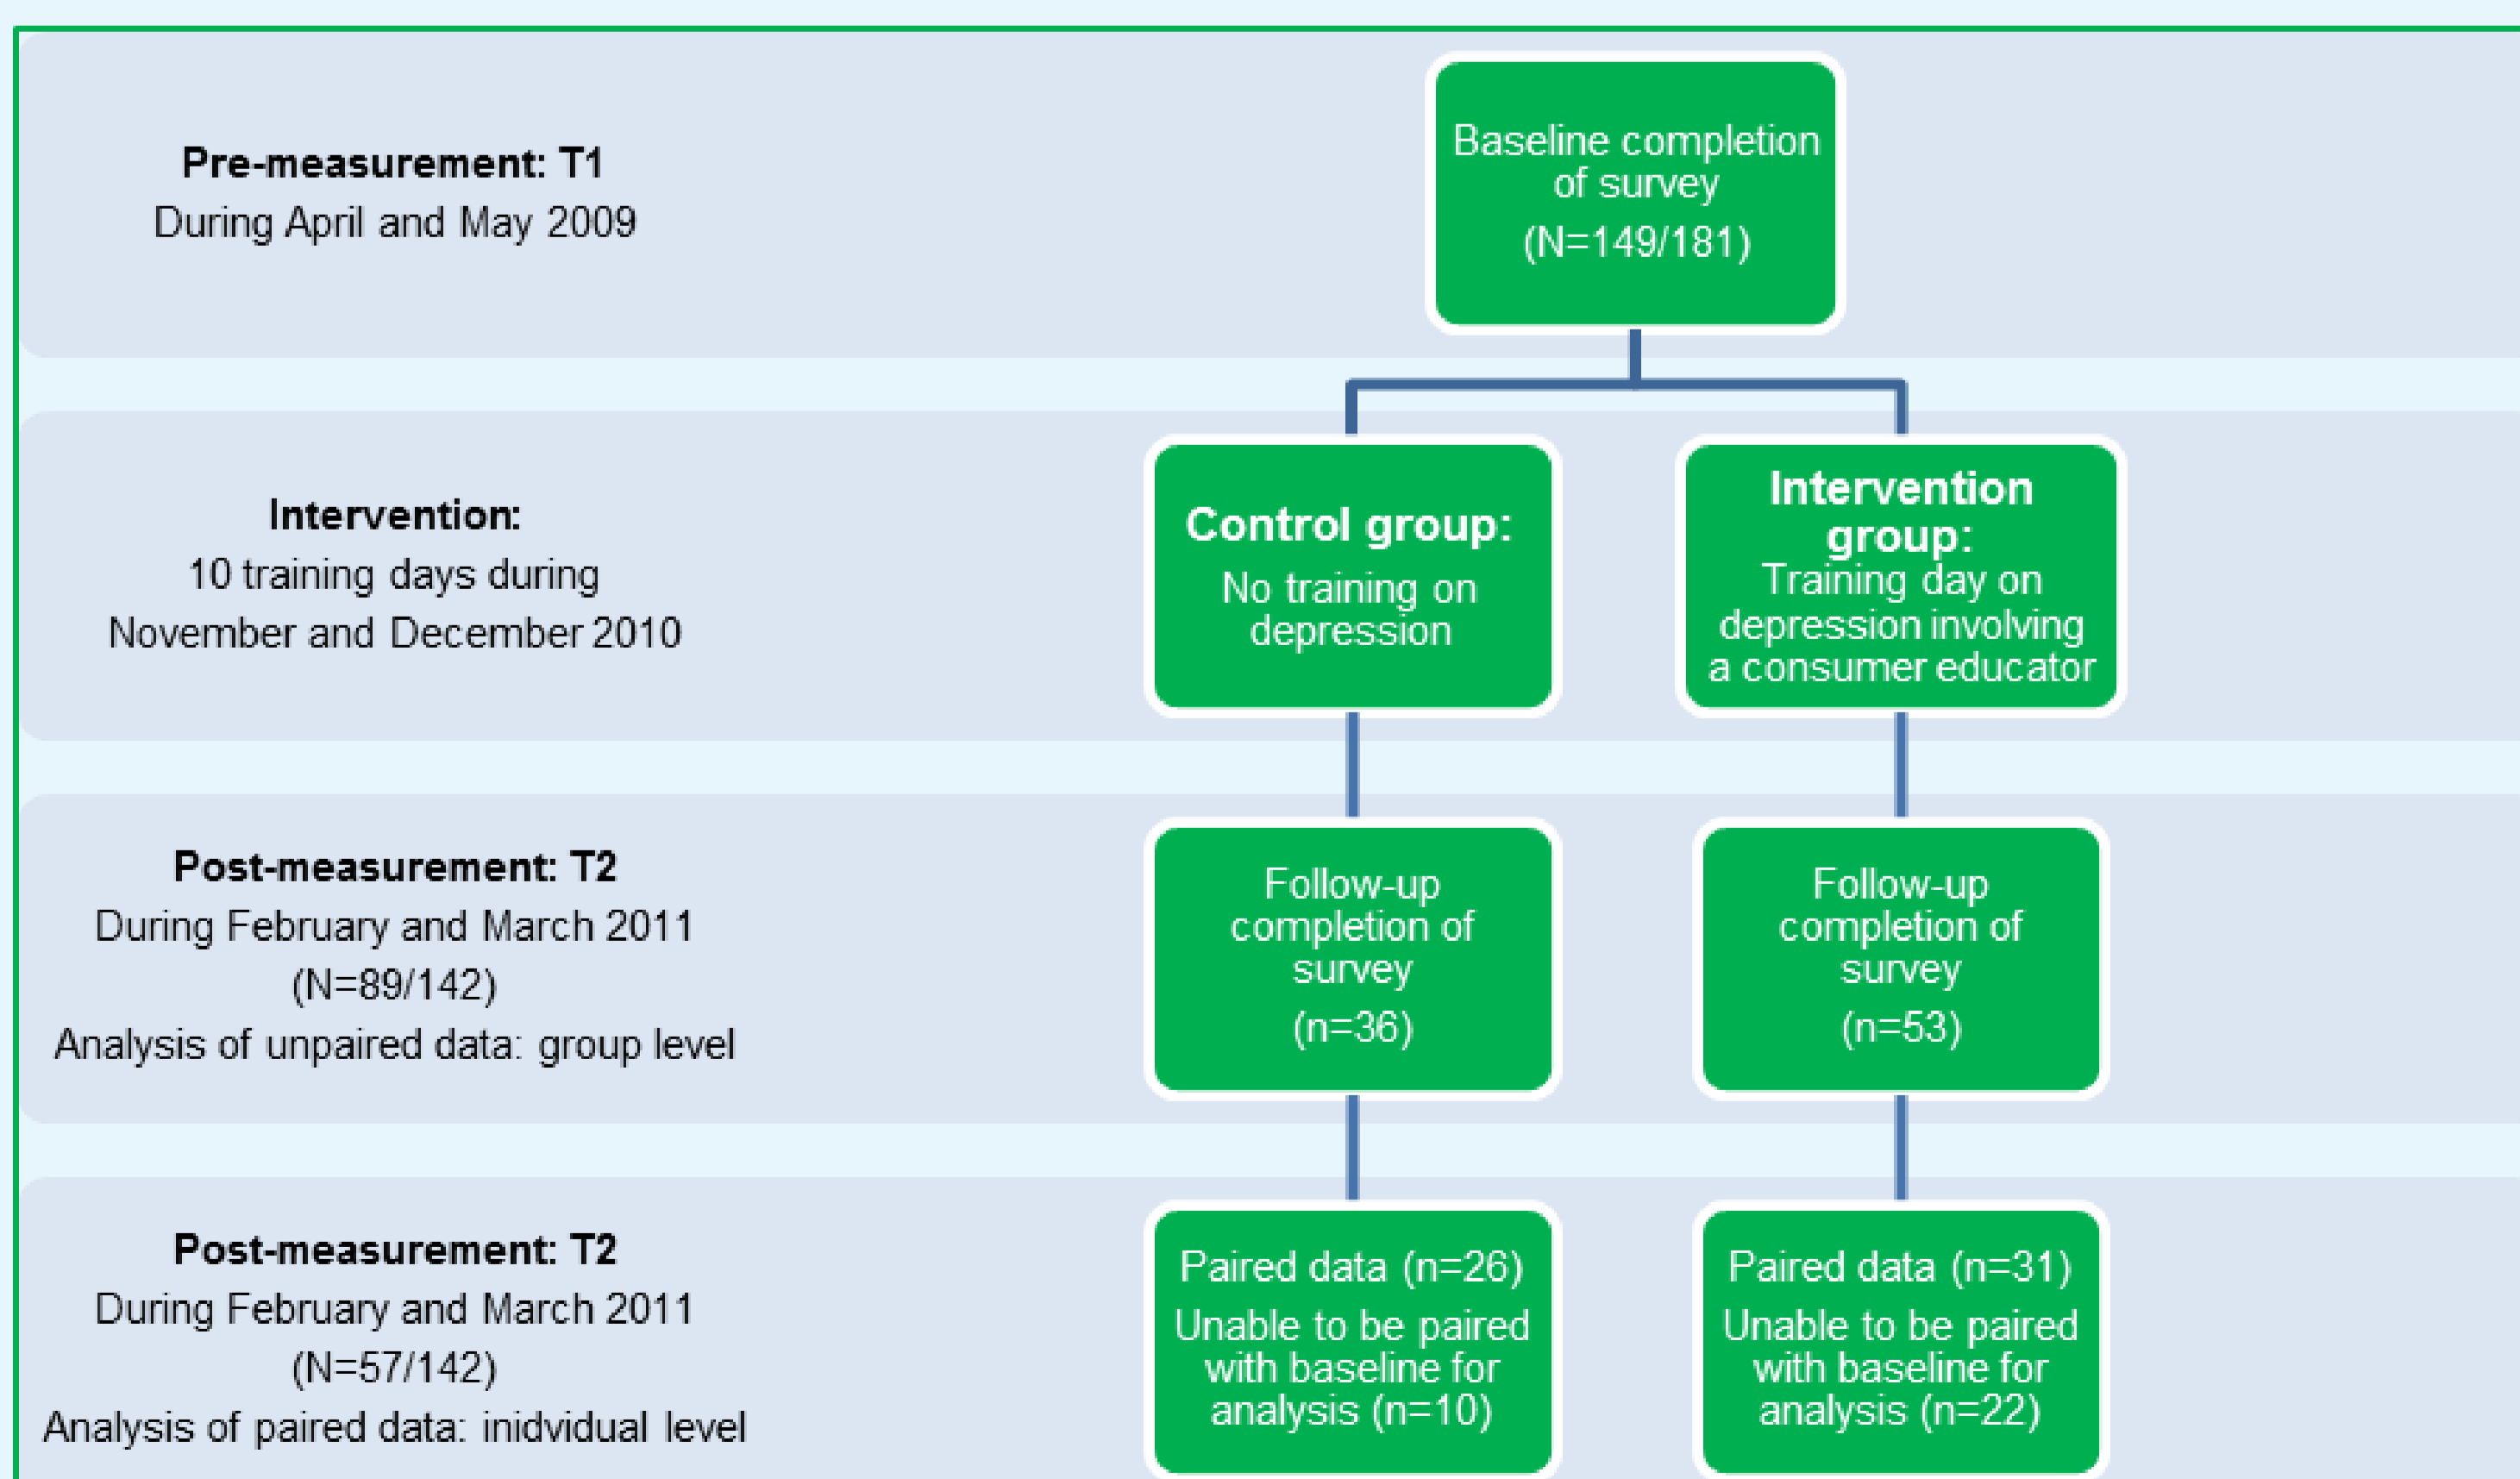 Pre-measurement: T1
During April and May 2009
Baseline completion
of survey
(N=149/181)
Intervention:
10 training days during
November and December 2010
Control group:
No training on
depression
Intervention
group:
Training day on
depression involving
a consumer educator
Post-measurement: T2
During February and March 2011
(N=89/142)
Analysis of unpaired data: group level
Follow-up
completion of
survey
(n=36)
Follow-up
completion of
survey
(n=53)
Post-measurement: T2
During February and March 2011
(N=57/142)
Analysis of paired data: inidvidual level
Paired data (n=26)
Unable to be paired
with baseline for
analysis (n=10)
Paired data (n=31)
Unable to be paired
with baseline for
analysis (n=22)